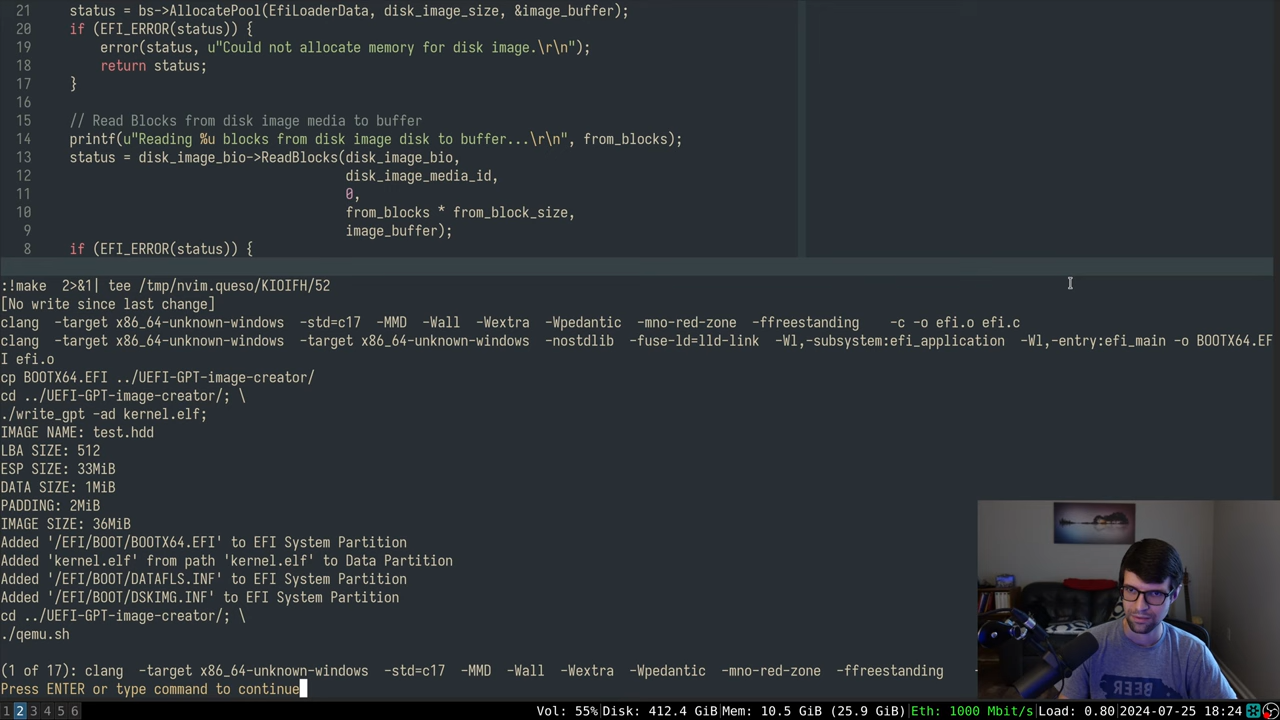 21     status = bs->AllocatePool(EfiLoaderData, disk_image_size, &image_buffer);
20     if (EFI_ERROR(status)) {
19         error(status, u"Could not allocate memory for disk image.\r\n");
18         return status;
17     }
16
15     // Read Blocks from disk image media to buffer
14     printf(u"Reading %u blocks from disk image disk to buffer...\r\n", from_blocks);
13     status = disk_image_bio->ReadBlocks(disk_image_bio,
12                                         disk_image_media_id,
11                                         0,
10                                         from_blocks * from_block_size,
9                                         image_buffer);
8     if (EFI_ERROR(status)) {
:!make  2>&1| tee /tmp/nvim.queso/KIOIFH/52
[No write since last change]
clang  -target x86_64-unknown-windows  -std=c17  -MMD  -Wall  -Wextra  -Wpedantic  -mno-red-zone  -ffreestanding    -c -o efi.o efi.c
clang  -target x86_64-unknown-windows  -target x86_64-unknown-windows  -nostdlib  -fuse-ld=lld-link  -Wl,-subsystem:efi_application  -Wl,-entry:efi_main -o BOOTX64.EF
I efi.o
cp BOOTX64.EFI ../UEFI-GPT-image-creator/
cd ../UEFI-GPT-image-creator/; \
./write_gpt -ad kernel.elf;
IMAGE NAME: test.hdd
LBA SIZE: 512
ESP SIZE: 33MiB
DATA SIZE: 1MiB
PADDING: 2MiB
IMAGE SIZE: 36MiB
Added '/EFI/BOOT/BOOTX64.EFI' to EFI System Partition
Added 'kernel.elf' from path 'kernel.elf' to Data Partition
Added '/EFI/BOOT/DATAFLS.INF' to EFI System Partition
Added '/EFI/BOOT/DSKIMG.INF' to EFI System Partition
cd ../UEFI-GPT-image-creator/; \
./qemu.sh
(1 of 17): clang  -target x86_64-unknown-windows  -std=c17  -MMD  -Wall  -Wextra  -Wpedantic  -mno-red-zone  -ffreestanding
Press ENTER or type command to continue
BEER
1 2 3 4 5 6 Vol: 55%|Disk: 412.4 GiB|Mem: 10.5 GiB (25.9 GiB)|Eth: 1000 Mbit/s|Load: 0.80|2024-07-25 18:24